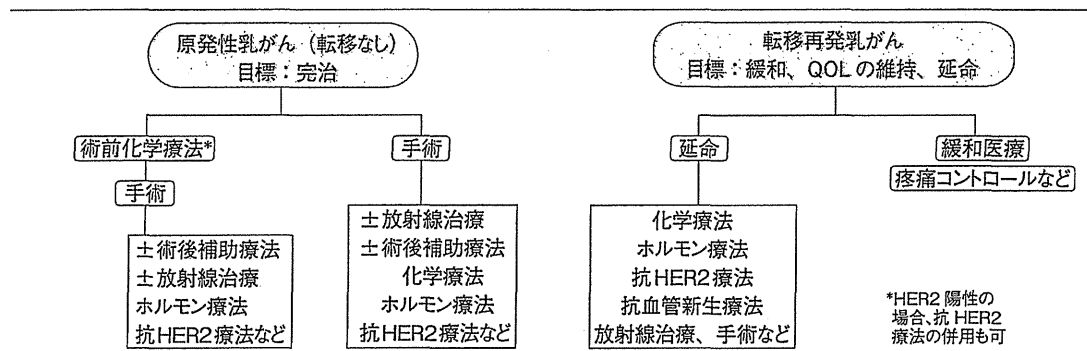 原発性乳がん（転移なし）
目標：完治
術前化学療法*
手術
±術後補助療法
±放射線治療
ホルモン療法
抗HER2療法など
手術
±放射線治療
±術後補助療法
化学療法
ホルモン療法
抗HER2療法など
転移再発乳がん
目標：緩和、QOLの維持、延命
延命
化学療法
ホルモン療法
抗HER2療法
抗血管新生療法
放射線治療、手術など
緩和医療
疼痛コントロールなど
*HER2陽性の
場合、抗HER2
療法の併用も可